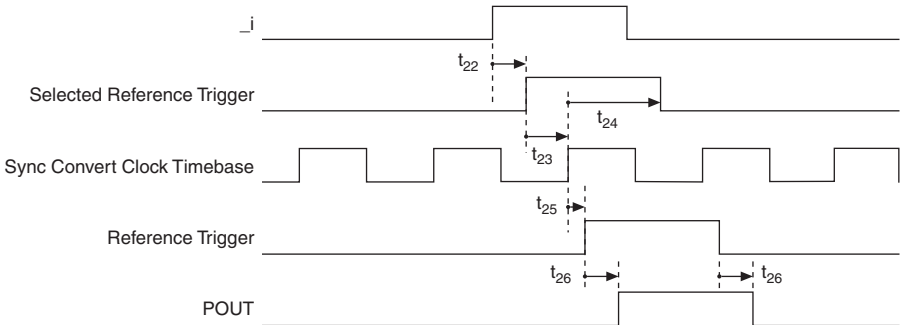 _i
t22
Selected Reference Trigger
t24
t23
Sync Convert Clock Timebase
t25
Reference Trigger
t26 t26
POUT